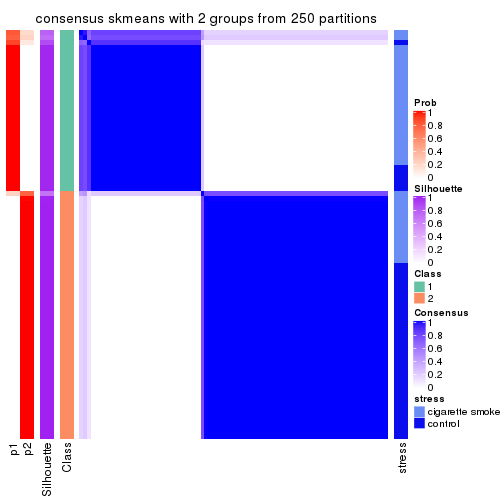 consensus skmeans with 2 groups from 250 partitions
Prob
1
0.8
0.6
0.4
0.2
0
Silhouette
1
0.8
0.6
0.4
0.2
0
Class
1
2
Consensus
1
0.8
0.6
0.4
0.2
0
stress
cigarette smoke
control
p1
p2
Silhouette
Class
stress